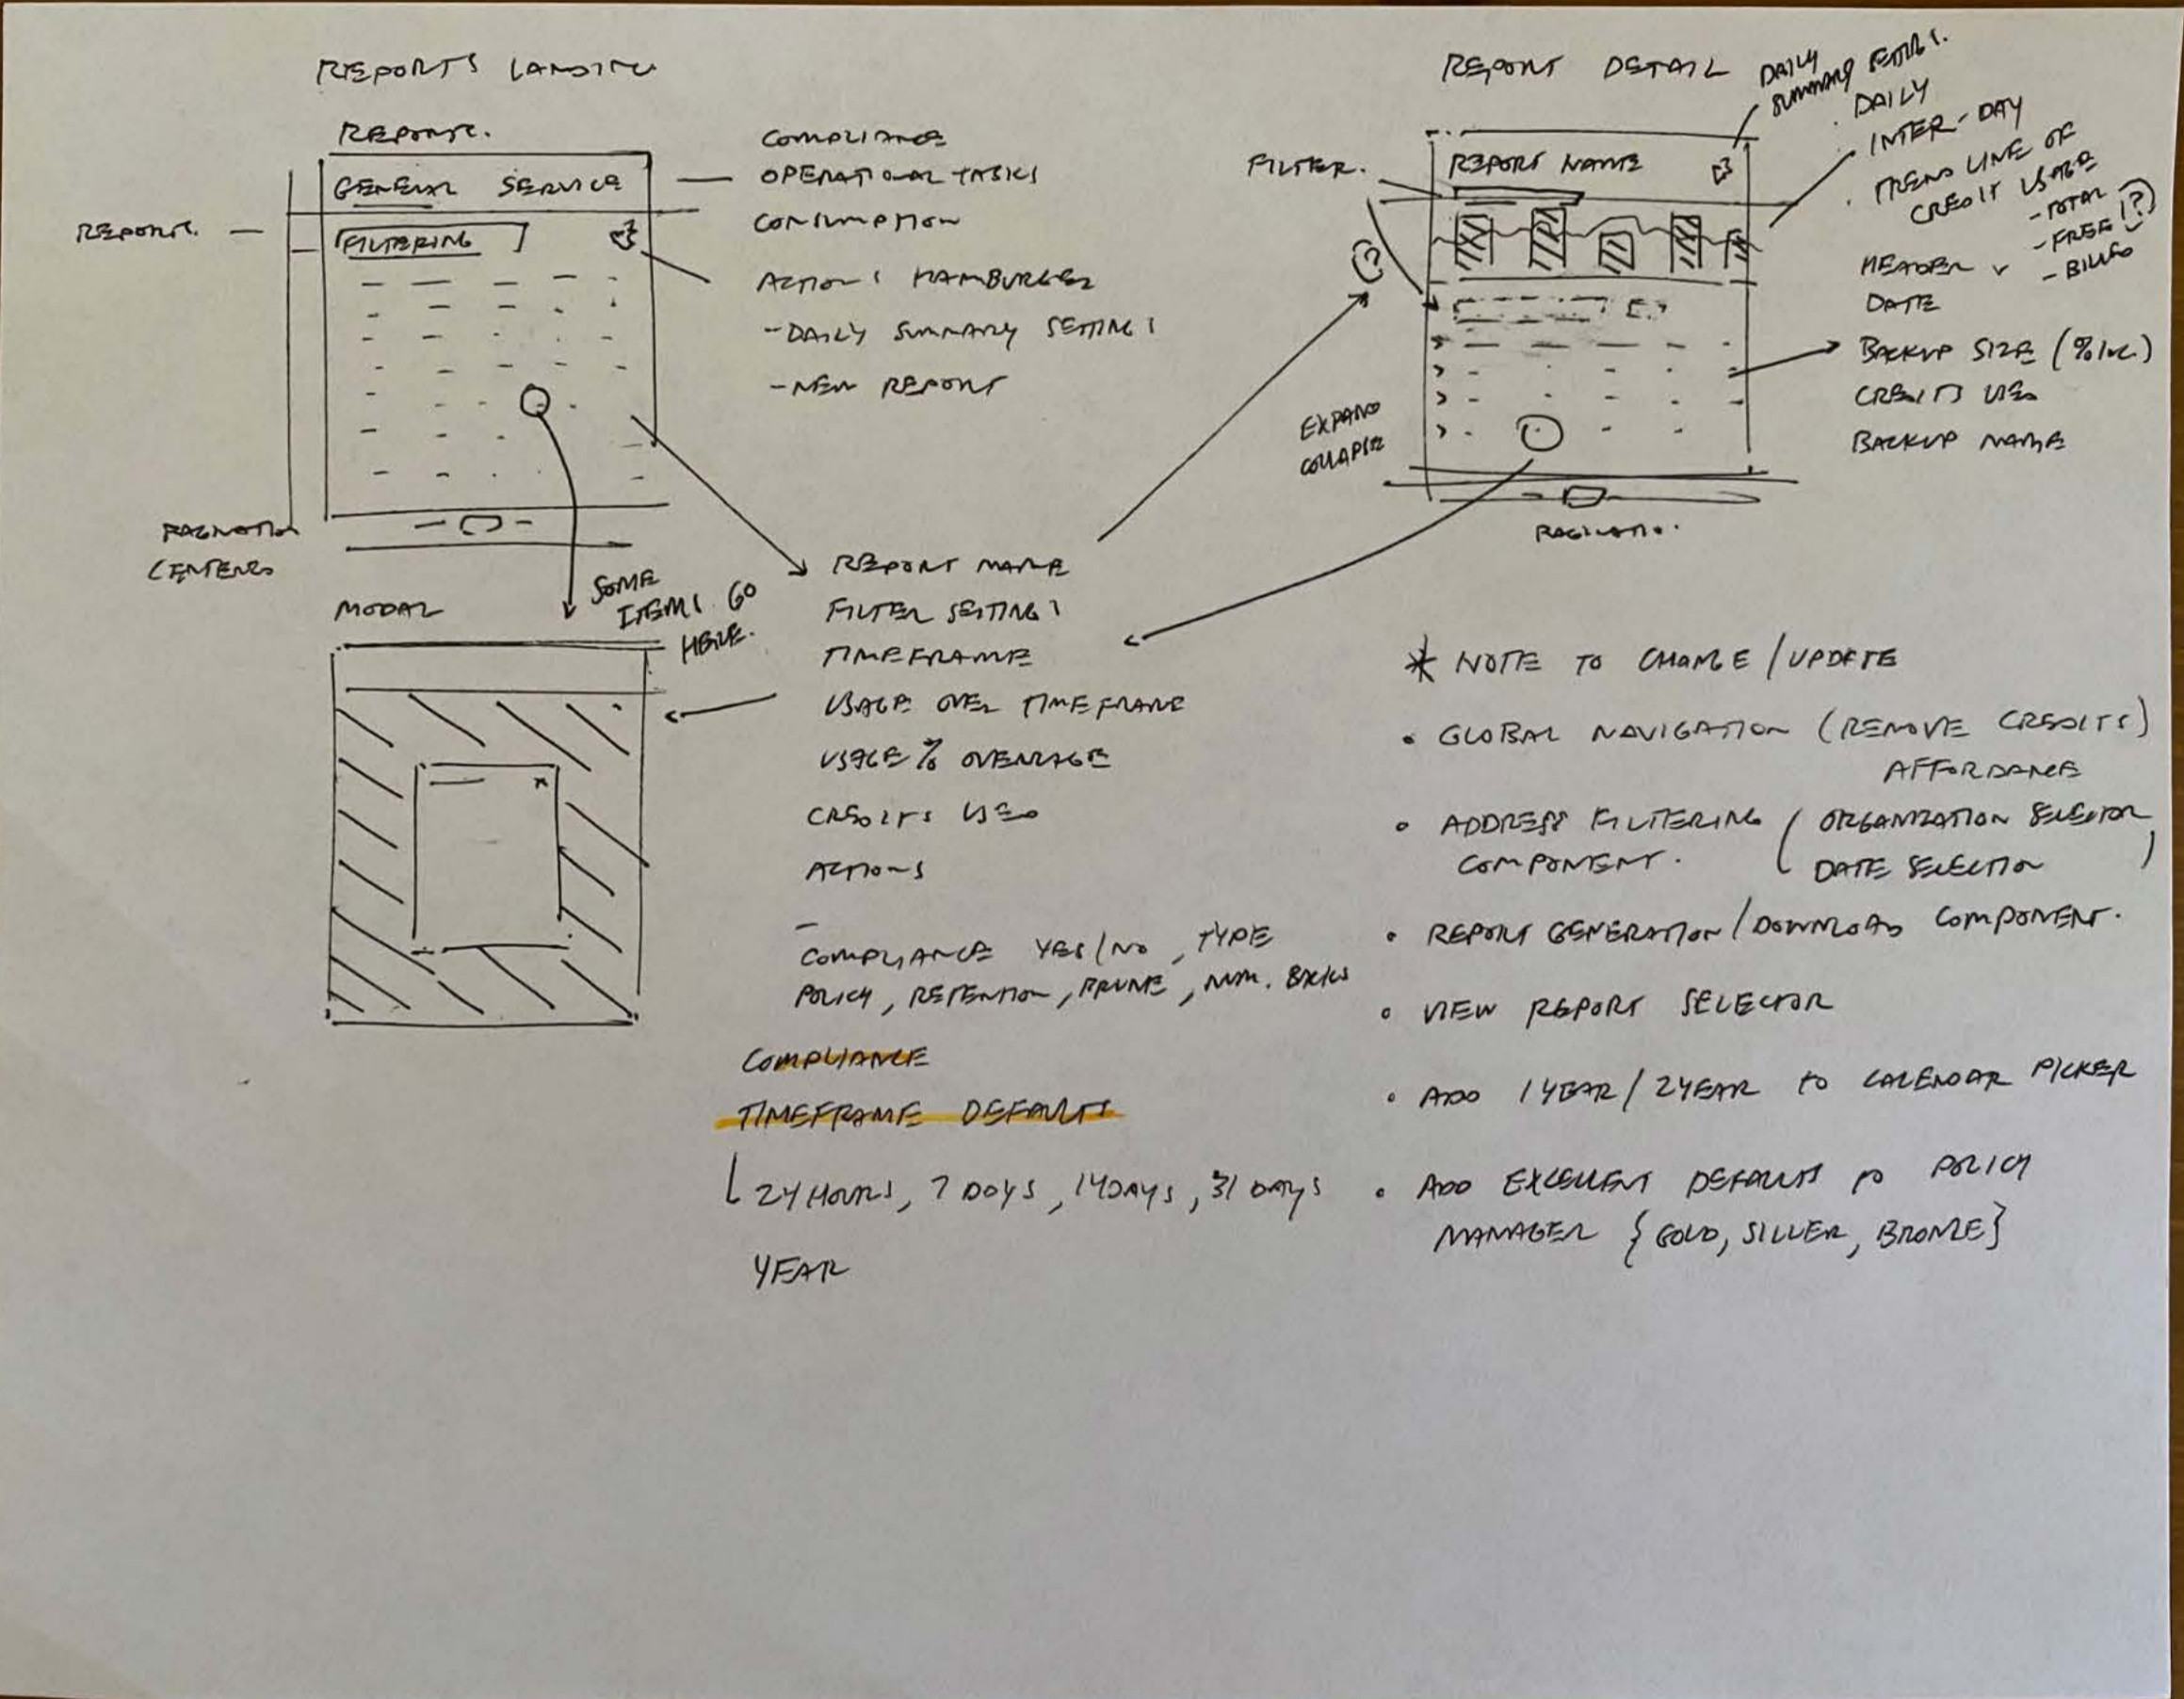 REPORTS LANDING
REPORTS.
GENERAL SERVICE
FILTERING
REPORTS.
PAGINATION
CENTERED
COMPLIANCE
OPERATIONAL TASKS
CONSUMPTION
ACTIONS HAMBURGER
- DAILY SUMMARY SETTINGS
- NEW REPORT
SOME
ITEMS GO
HERE.
MODAL
x
REPORT NAME
FILTER SETTINGS
TIMEFRAME
USAGE OVER TIMEFRAME
USAGE % OVERAGE
CREDITS USED
ACTIONS
-
COMPLIANCE YES/NO, TYPE
POLICY, RETENTION, PRUNE, NUM. BACKUPS
COMPLIANCE
TIMEFRAME DEFAULTS
24 HOURS, 7 DAYS, 14 DAYS, 31 DAYS
YEAR
REPORT DETAIL
DAILY
SUMMARY SETTINGS.
FILTER.
REPORT NAME
(?)
EXPAND
COLLAPSE
PAGINATION.
. DAILY
. INTER-DAY
. TREND LINE OF
CREDIT USAGE
- TOTAL
- FREE (?)
- BILLED
HEADER
DATE
BACKUP SIZE (%/INC.)
CREDITS USED
BACKUP NAME
* NOTE TO CHANGE/UPDATE
• GLOBAL NAVIGATION (REMOVE CREDITS)
AFFORDANCE
• ADDRESS FILTERING (ORGANIZATION SELECTOR,
COMPONENT. DATE SELECTION)
• REPORT GENERATION/DOWNLOAD COMPONENT.
• VIEW REPORT SELECTOR
• ADD 1 YEAR/2 YEAR TO CALENDAR PICKER
• ADD EXCELLENT DEFAULTS TO POLICY
MANAGER {GOLD, SILVER, BRONZE}